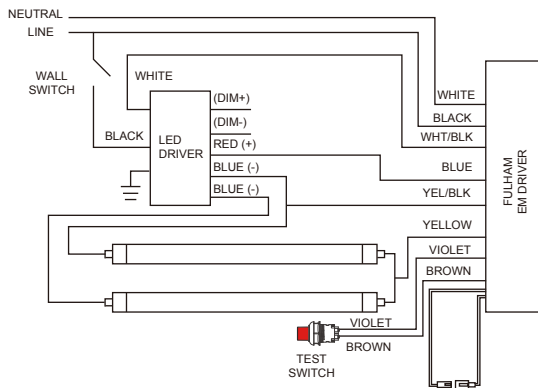 NEUTRAL
LINE
WALL
SWITCH
WHITE
BLACK
LED
DRIVER
(DIM+)
(DIM-)
RED (+)
BLUE (-)
BLUE (-)
WHITE
BLACK
WHT/BLK
BLUE
YEL/BLK
YELLOW
VIOLET
BROWN
FULHAM
EM DRIVER
VIOLET
BROWN
TEST
SWITCH